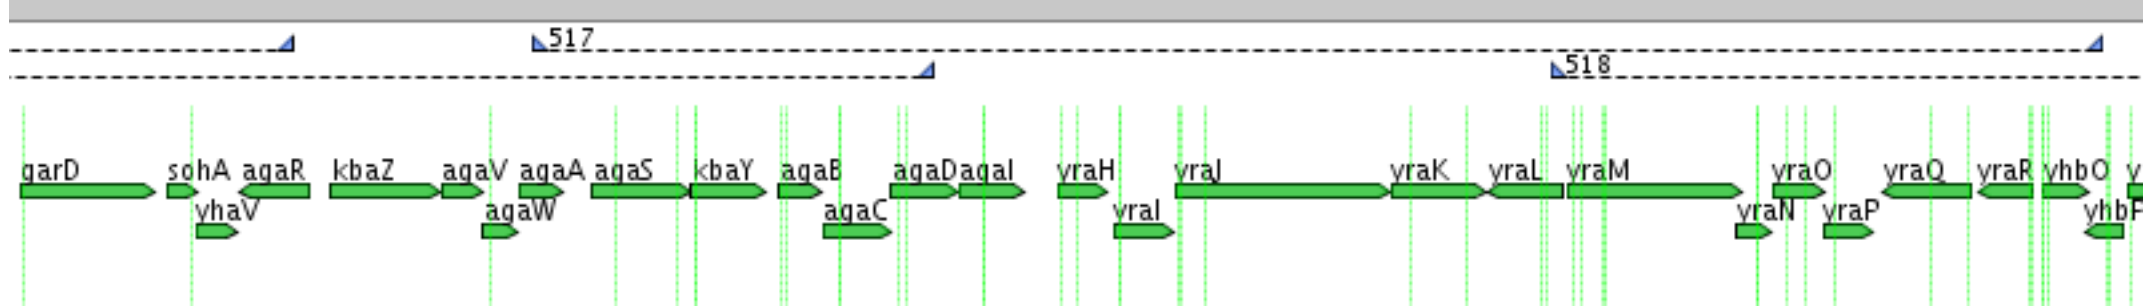 517
518
garD sohA agaR kbaZ agaV agaA agaS kbaY agaB agaD agaI yraH yraJ yraK yraL yraM yraO yraQ yraR yhbO y
yhaV agaW agaC yraI yraN yraP yhbP